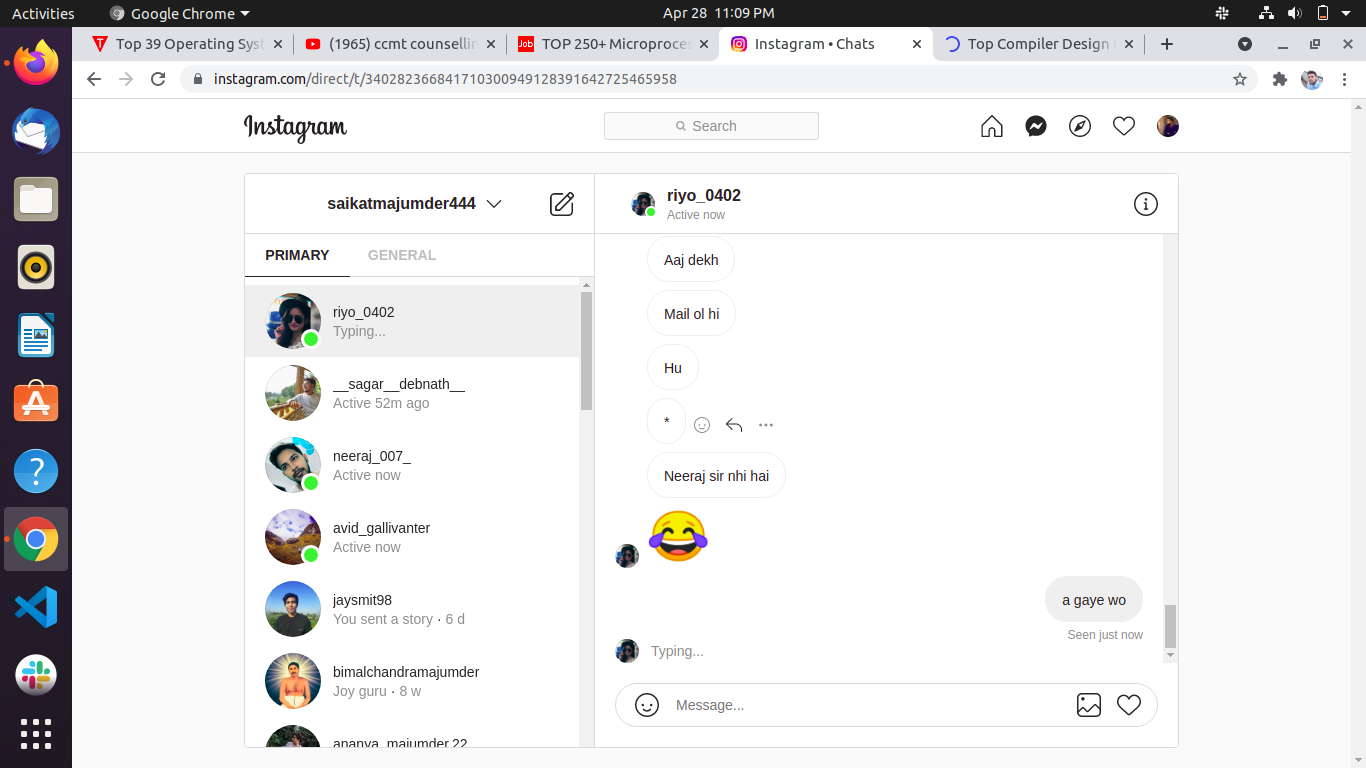 Activities
Google Chrome
Apr 28 11:09 PM
Top 39 Operating Syst
(1965) ccmt counsellin
Job
TOP 250+ Microproces
Instagram • Chats
Top Compiler Design
instagram.com/direct/t/340282366841710300949128391642725465958
Instagram
Search
saikatmajumder444
PRIMARY
GENERAL
riyo_0402
Typing...
__sagar__debnath__
Active 52m ago
neeraj_007_
Active now
avid_gallivanter
Active now
jaysmit98
You sent a story · 6 d
bimalchandramajumder
Joy guru · 8 w
ananya_majumder.22
riyo_0402
Active now
Aaj dekh
Mail ol hi
Hu
*
Neeraj sir nhi hai
😂
a gaye wo
Seen just now
Typing...
Message...